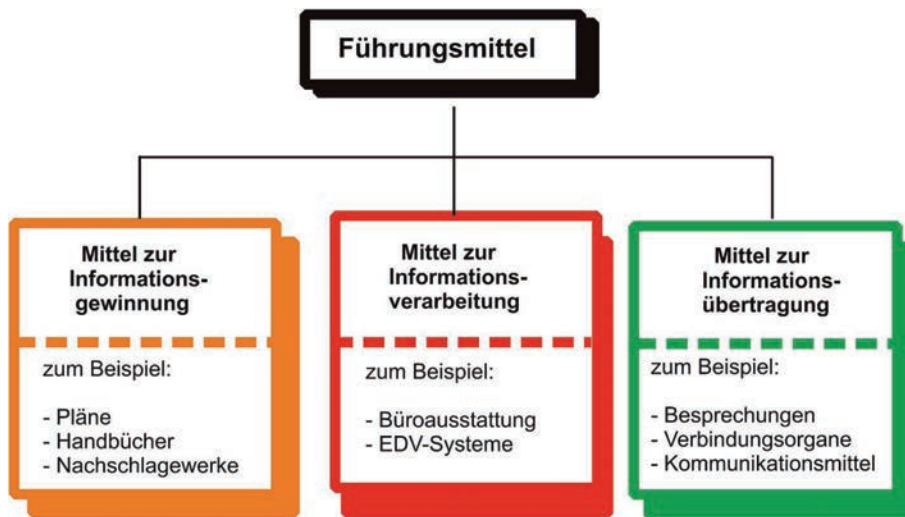 Führungsmittel
Mittel zur
Informations-
gewinnung
zum Beispiel:
- Pläne
- Handbücher
- Nachschlagewerke
Mittel zur
Informations-
verarbeitung
zum Beispiel:
- Büroausstattung
- EDV-Systeme
Mittel zur
Informations-
übertragung
zum Beispiel:
- Besprechungen
- Verbindungsorgane
- Kommunikationsmittel